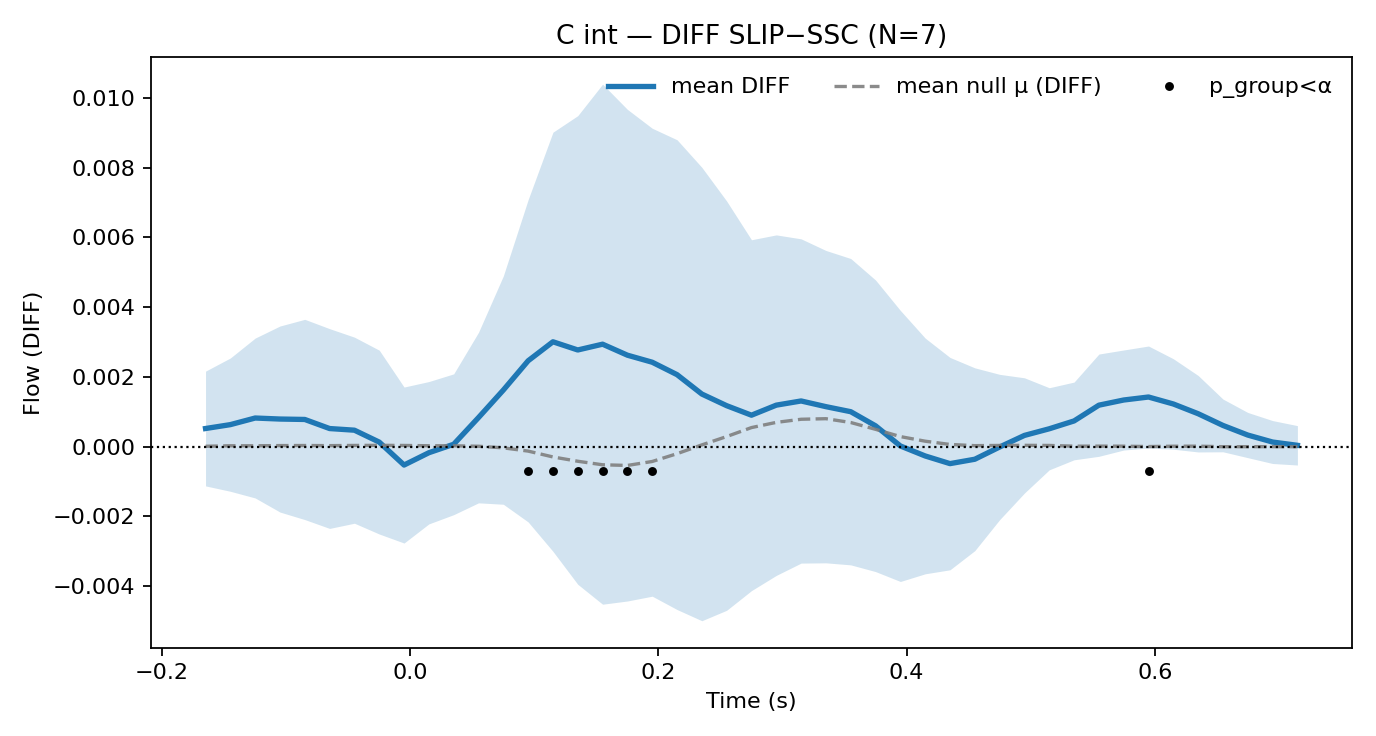 C int — DIFF SLIP−SSC (N=7)
mean DIFF
mean null μ (DIFF)
p_group<α
Flow (DIFF)
0.010
0.008
0.006
0.004
0.002
0.000
−0.002
−0.004
−0.2
0.0
0.2
0.4
0.6
Time (s)